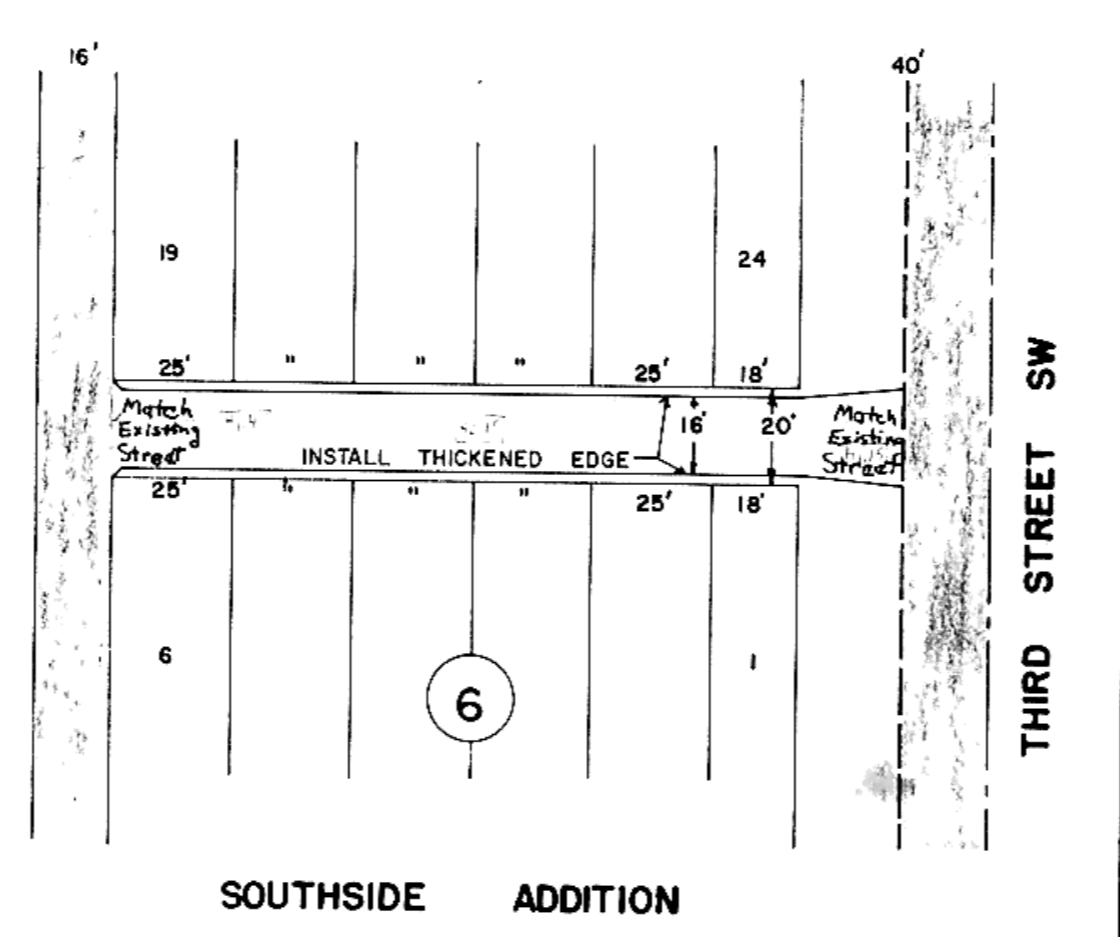 16'
40'
19
24
25' " " " 25' 18'
Match
Existing
Street
16' 20'
Match
Existing
Street
INSTALL THICKENED EDGE
25' " " " 25' 18'
6
1
6
THIRD STREET SW
SOUTHSIDE ADDITION